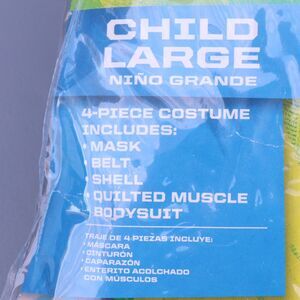 CHILD
LARGE
NIÑO GRANDE
4-PIECE COSTUME
INCLUDES:
• MASK
• BELT
• SHELL
• QUILTED MUSCLE
BODYSUIT
TRAJE DE 4 PIEZAS INCLUYE:
• MÁSCARA
• CINTURÓN
• CAPARAZÓN
• ENTERITO ACOLCHADO
CON MÚSCULOS